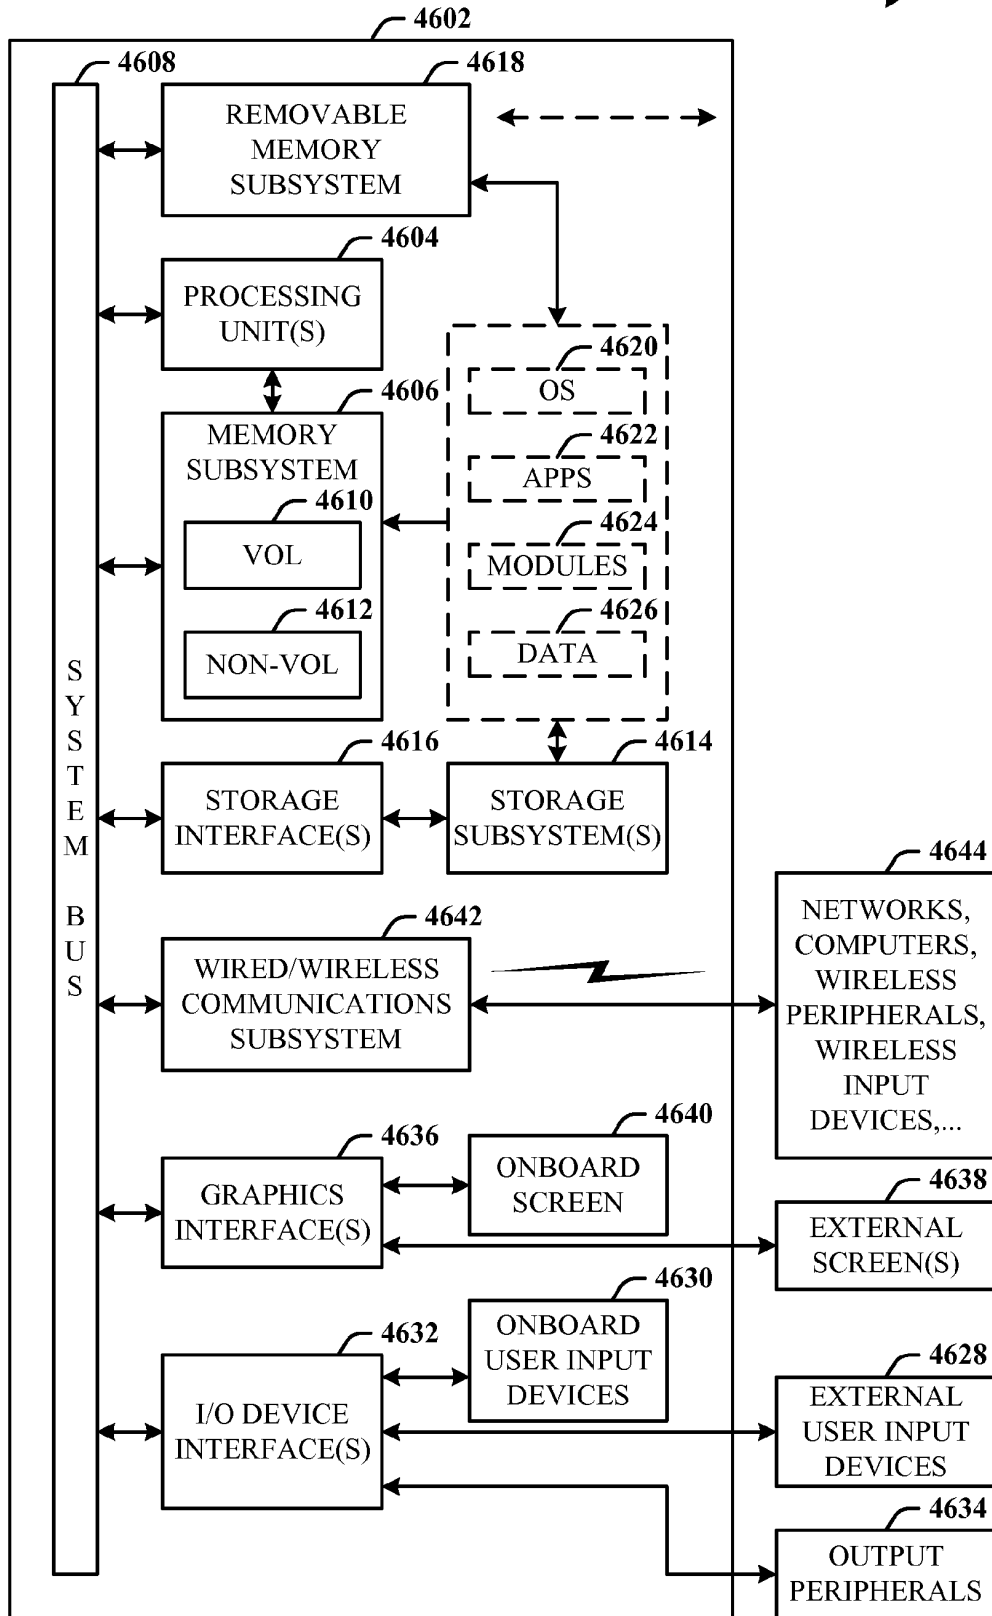 4602
4608
4618
REMOVABLE
MEMORY
SUBSYSTEM
4604
PROCESSING
UNIT(S)
4620
OS
4606
MEMORY
SUBSYSTEM
4622
APPS
4610
VOL
4624
MODULES
4612
NON-VOL
4626
DATA
SYSTEM BUS
4616
STORAGE
INTERFACE(S)
4614
STORAGE
SUBSYSTEM(S)
4642
WIRED/WIRELESS
COMMUNICATIONS
SUBSYSTEM
4644
NETWORKS,
COMPUTERS,
WIRELESS
PERIPHERALS,
WIRELESS
INPUT
DEVICES,...
4636
GRAPHICS
INTERFACE(S)
4640
ONBOARD
SCREEN
4638
EXTERNAL
SCREEN(S)
4632
I/O DEVICE
INTERFACE(S)
4630
ONBOARD
USER INPUT
DEVICES
4628
EXTERNAL
USER INPUT
DEVICES
4634
OUTPUT
PERIPHERALS